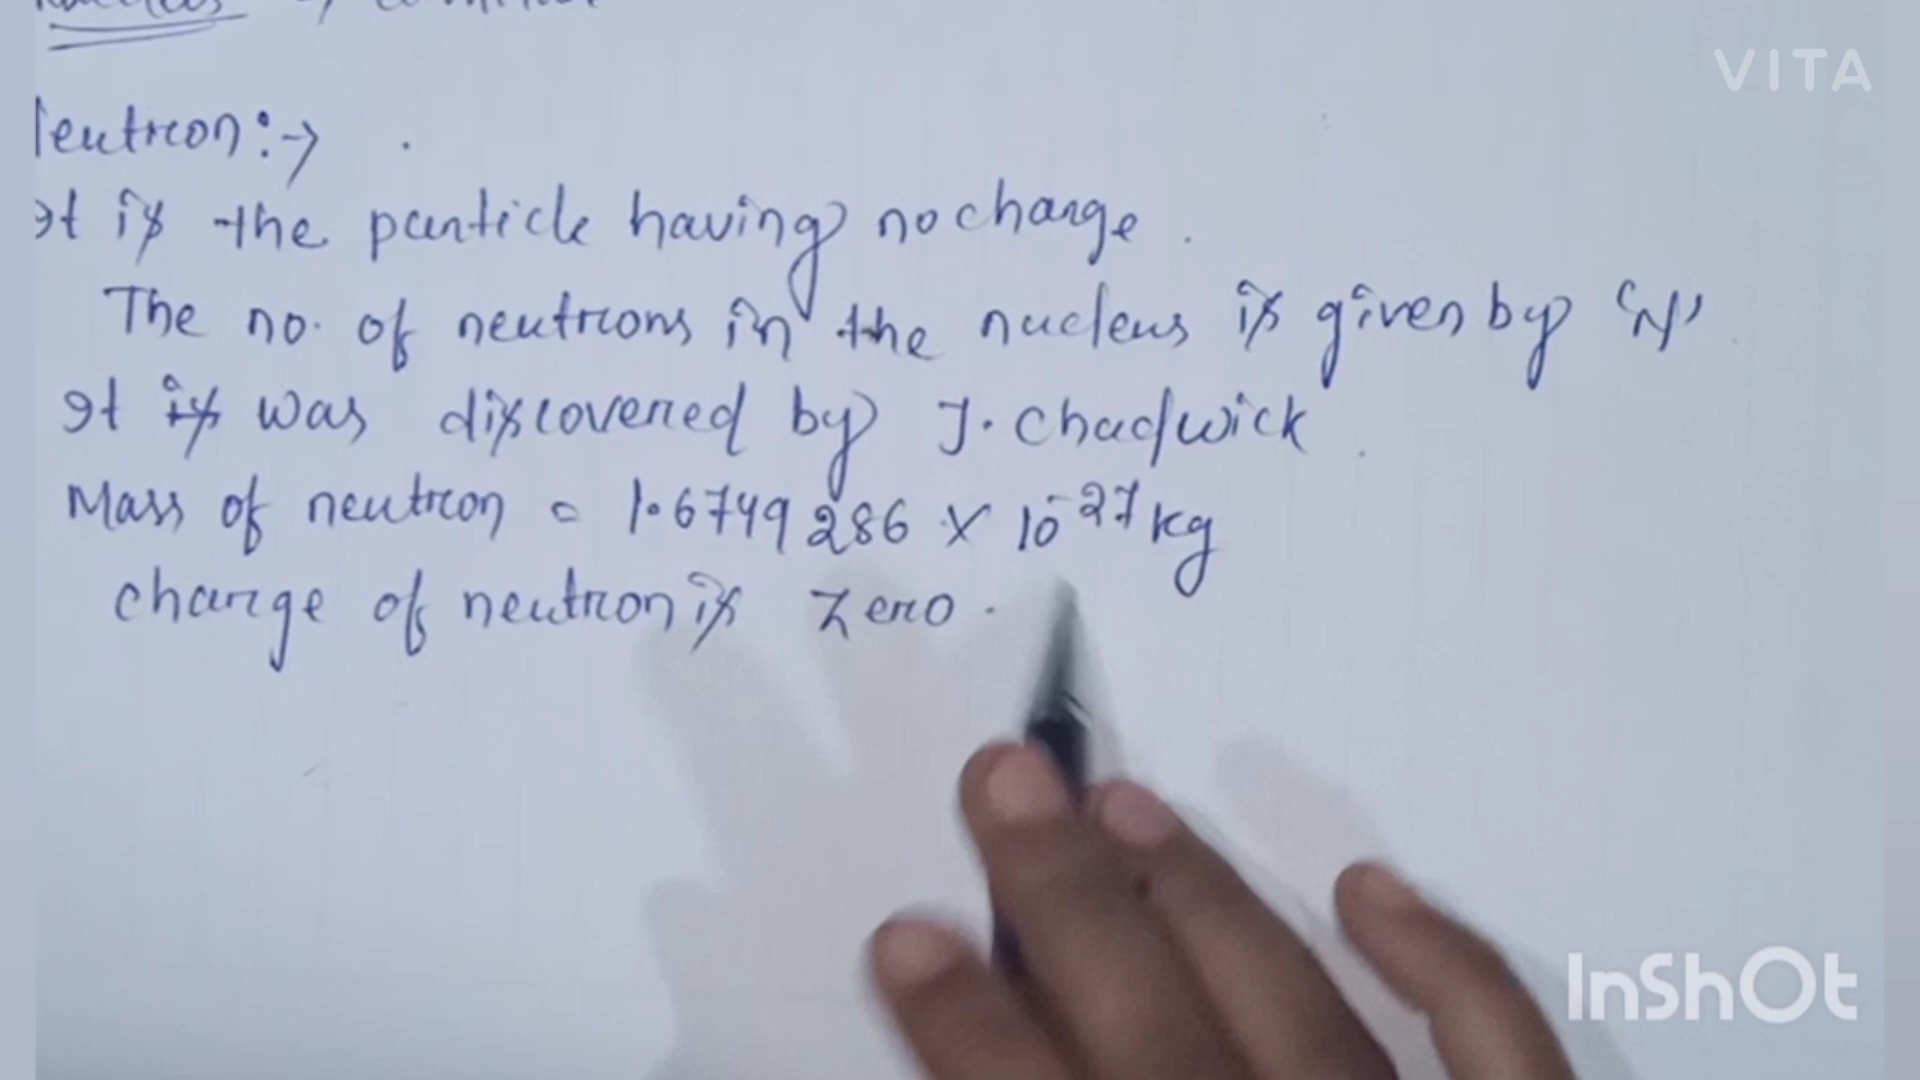 VITA
Neutron:→
It is the particle having no charge.
The no. of neutrons in the nucleus is given by 'N'
It is was discovered by J. Chadwick.
Mass of neutron = 1.6749286 × 10^-27 kg
charge of neutron is zero.
InShOt